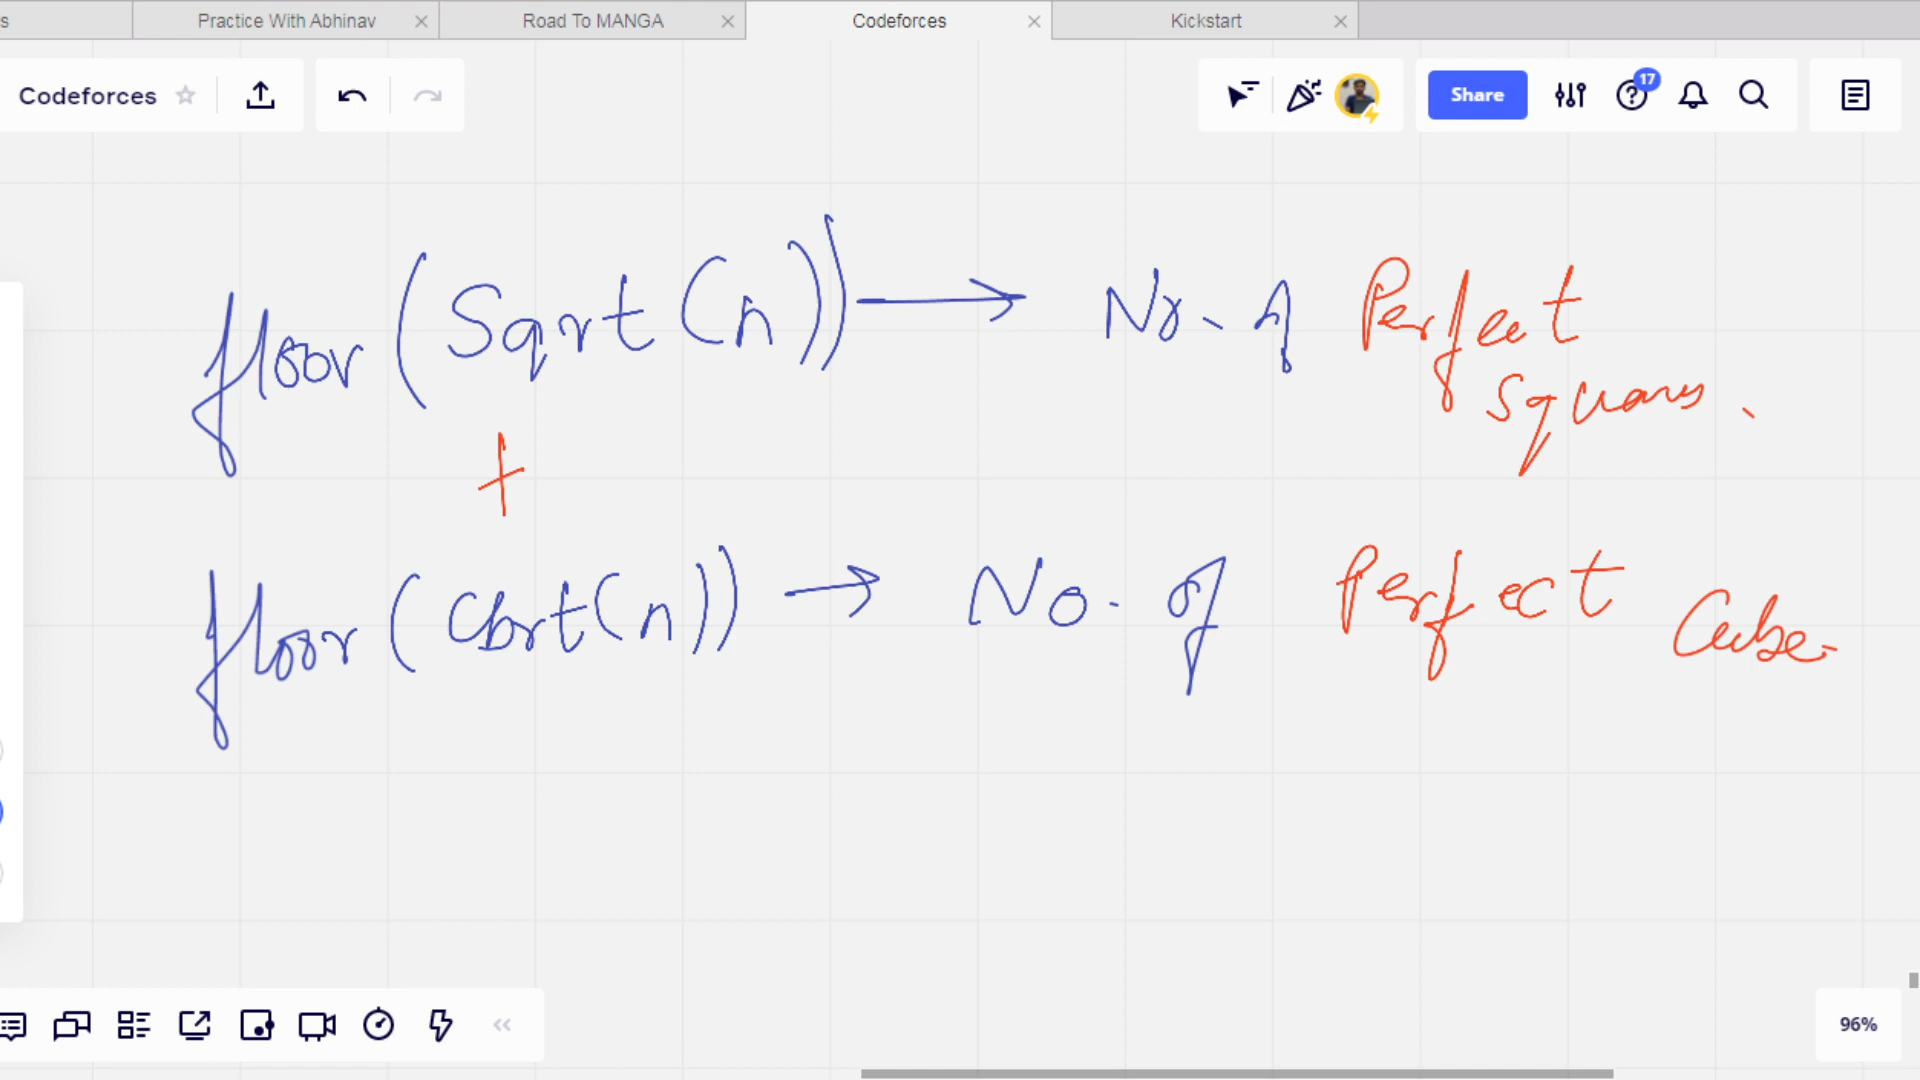 s Practice With Abhinav Road To MANGA Codeforces Kickstart
Codeforces Share 17
floor (Sqrt (n)) → No. of Perfect
Squares.
+
floor (Cbrt(n)) → No. of Perfect Cube.
96%